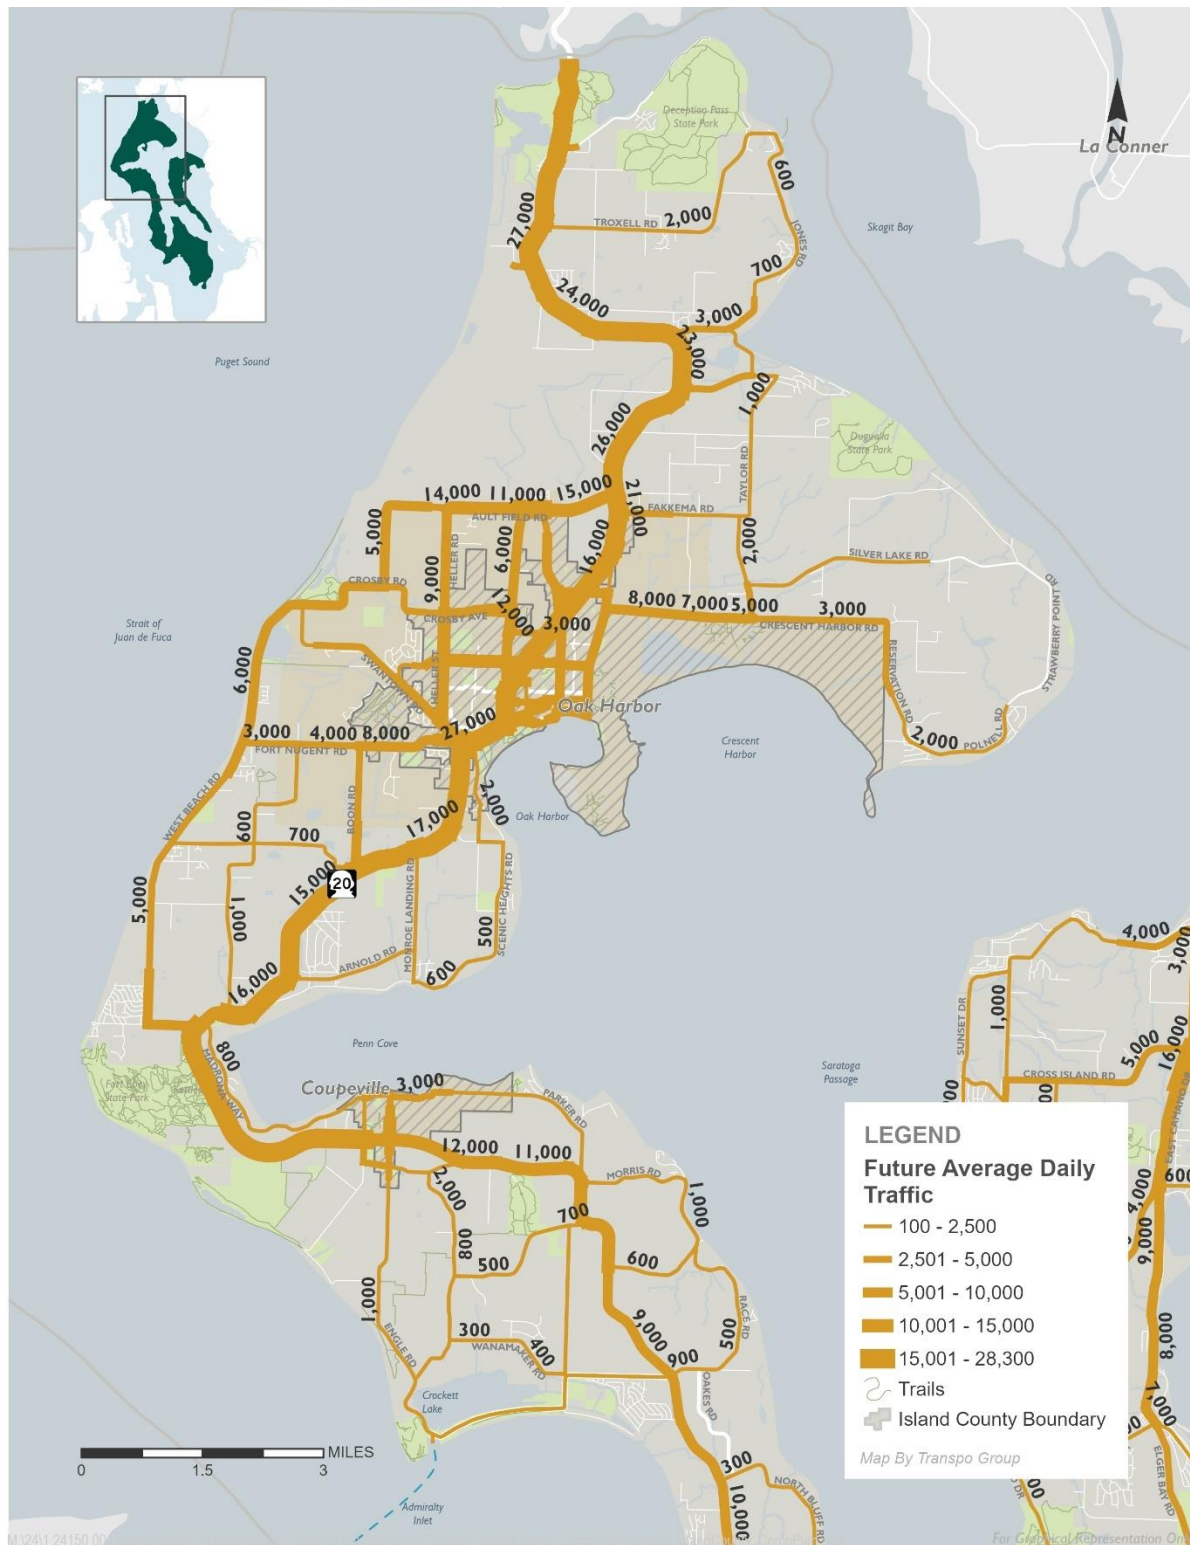 Deception Pass
State Park
La Conner
N
Skagit Bay
600
JONES RD
TROXELL RD
2,000
27,000
700
24,000
3,000
23,000
Puget Sound
1,000
26,000
Dugualla
State Park
TAYLOR RD
14,000
11,000
15,000
21,000
AULT FIELD RD
FAKKEMA RD
5,000
HELLER RD
6,000
16,000
2,000
SILVER LAKE RD
9,000
CROSBY RD
STRAWBERRY POINT RD
12,000
CROSBY AVE
3,000
8,000
7,000
5,000
3,000
CRESCENT HARBOR RD
Strait of
Juan de Fuca
6,000
SWANTOWN RD
HELLER ST
RESERVATION RD
Oak Harbor
27,000
3,000
4,000
8,000
FORT NUGENT RD
2,000
POLNELL RD
Crescent
Harbor
WEST BEACH RD
BOON RD
2,000
17,000
Oak Harbor
600
700
15,000
20
5,000
1,000
MONROE LANDING RD
500
SCENIC HEIGHTS RD
ARNOLD RD
600
16,000
4,000
3,000
1,000
SUNSET DR
800
MADRONA WAY
Penn Cove
Saratoga
Passage
5,000
16,000
CROSS ISLAND RD
EAST CAMANO DR
State Park
Coupeville
3,000
PARKER RD
12,000
11,000
MORRIS RD
2,000
1,000
700
800
500
600
1,000
ENGLE RD
300
WANAMAKER RD
400
9,000
900
500
RACE RD
OAKES RD
Crockett
Lake
300
NORTH BLUFF RD
10,000
Admiralty
Inlet
600
4,000
9,000
8,000
7,000
ELGER BAY RD
LEGEND
Future Average Daily
Traffic
100 - 2,500
2,501 - 5,000
5,001 - 10,000
10,001 - 15,000
15,001 - 28,300
Trails
Island County Boundary
Map By Transpo Group
MILES
0 1.5 3
For Graphical Representation On